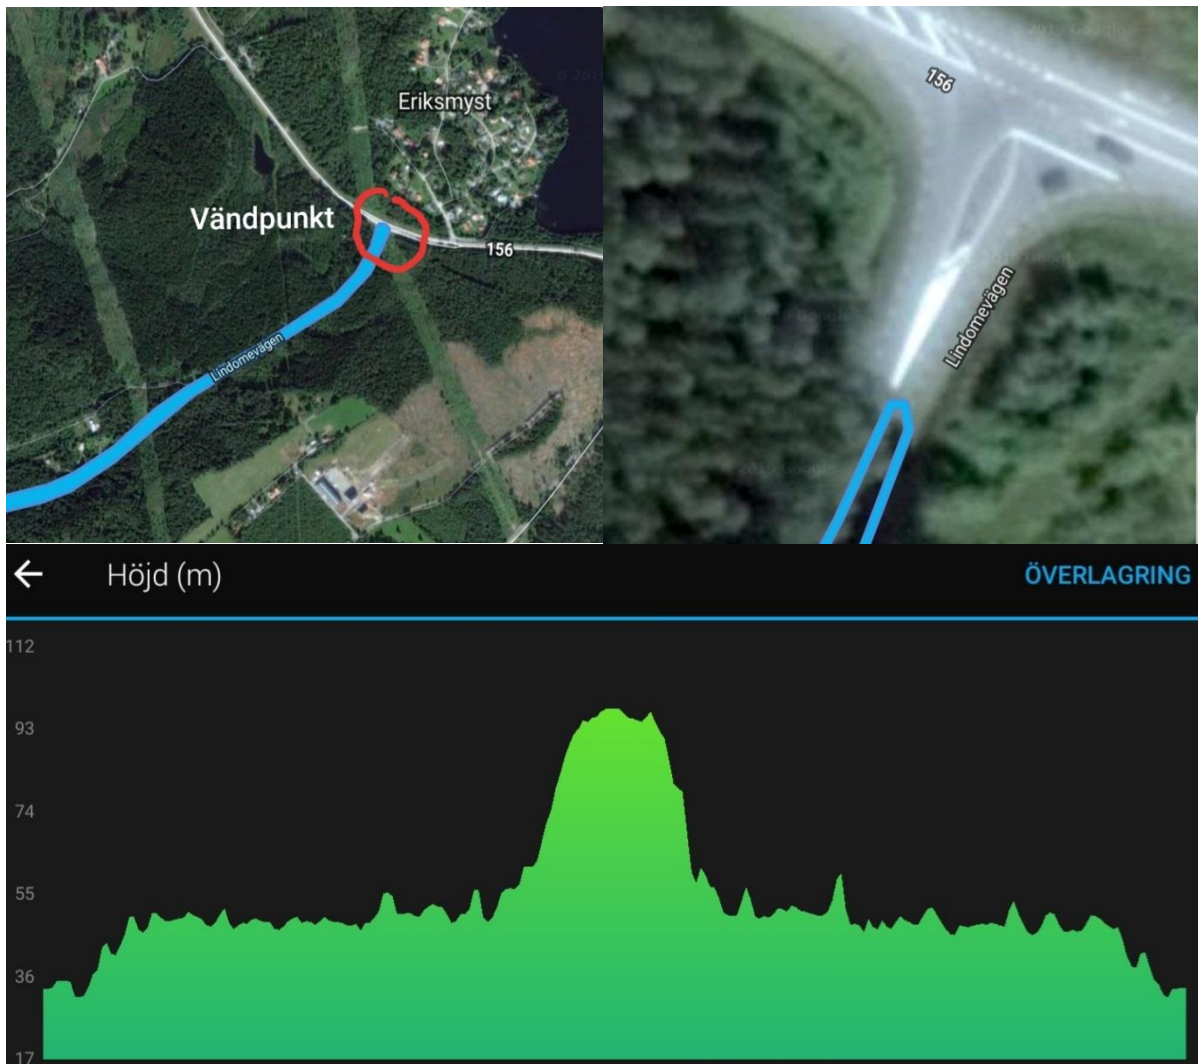 Eriksmyst
Vändpunkt
156
Lindomevägen
156
Lindomevägen
Höjd (m)
ÖVERLAGRING
112
93
74
55
36
17